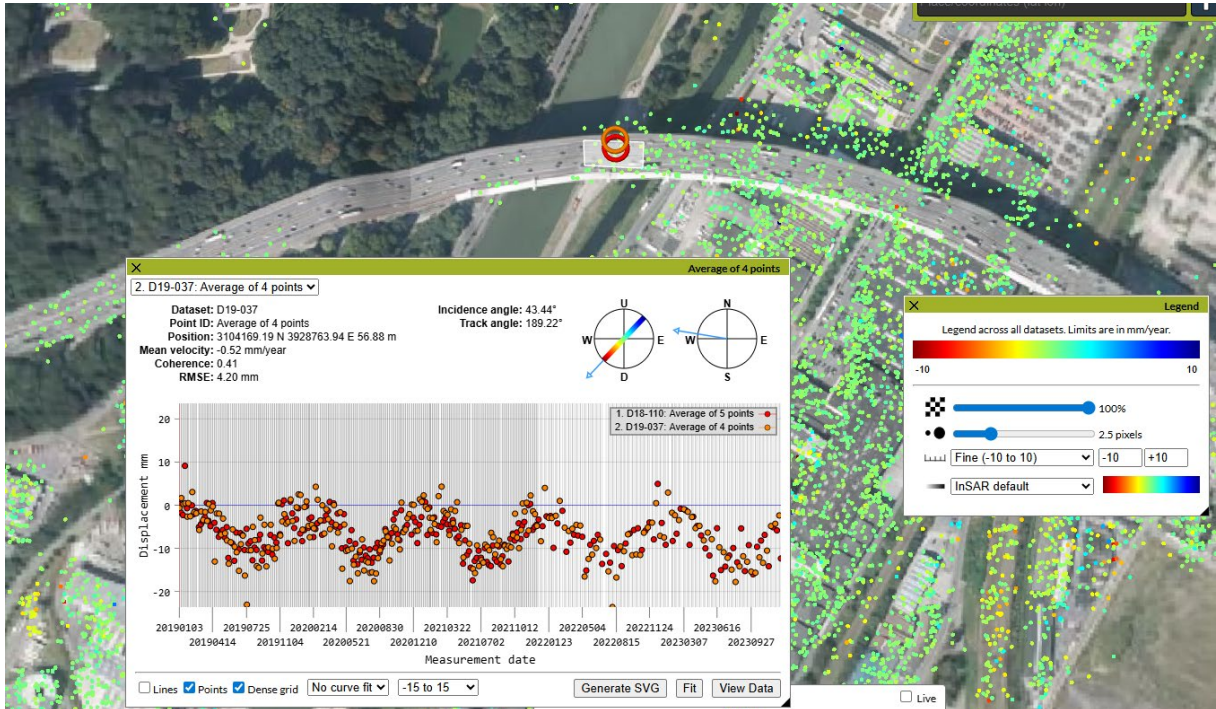 Average of 4 points
2. D19-037: Average of 4 points
Dataset: D19-037
Point ID: Average of 4 points
Position: 3104169.19 N 3928763.94 E 56.88 m
Mean velocity: -0.52 mm/year
Coherence: 0.41
RMSE: 4.20 mm
Incidence angle: 43.44°
Track angle: 189.22°
U
W E
D
N
W E
S
1. D18-110: Average of 5 points
2. D19-037: Average of 4 points
Displacement mm
20
10
0
-10
-20
20190103 20190725 20200214 20200830 20210322 20211012 20220504 20221124 20230616
20190414 20191104 20200521 20201210 20210702 20220123 20220815 20230307 20230927
Measurement date
Lines Points Dense grid No curve fit -15 to 15 Generate SVG Fit View Data
Live
Legend
Legend across all datasets. Limits are in mm/year.
-10 10
100%
2.5 pixels
Fine (-10 to 10) -10 +10
InSAR default